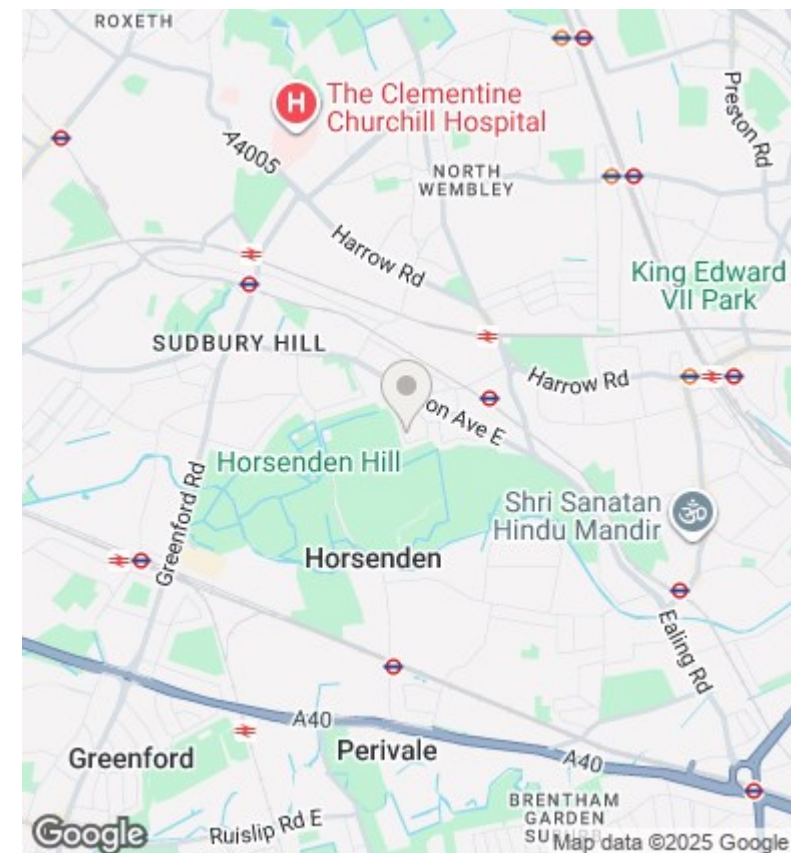 ROXETH
The Clementine
Churchill Hospital
H
Preston Rd
A4005
NORTH
WEMBLEY
Harrow Rd
King Edward
VII Park
SUDBURY HILL
Harrow Rd
on Ave E
Horsenden Hill
Greenford Rd
Shri Sanatan
Hindu Mandir
ॐ
Horsenden
Ealing Rd
A40
Greenford
Perivale
A40
BRENTHAM
GARDEN
SUBURB
Ruislip Rd E
Google
Map data ©2025 Google